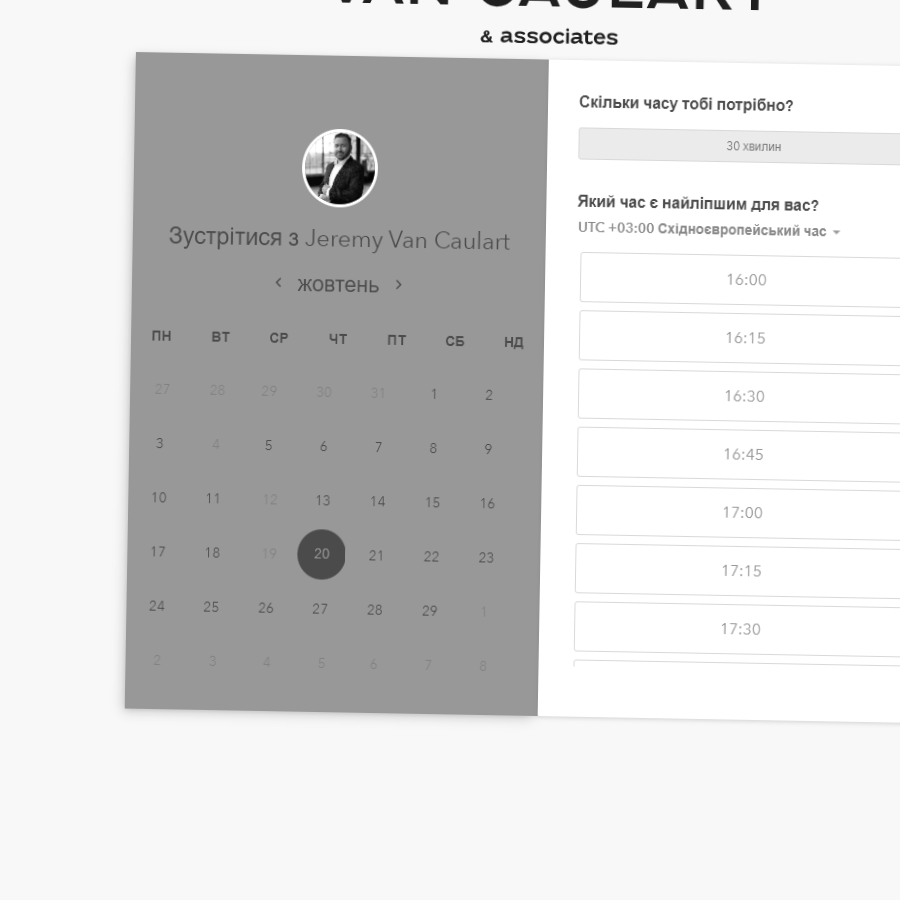 VAN CAULART
& associates
Зустрітися з Jeremy Van Caulart
жовтень
ПН ВТ СР ЧТ ПТ СБ НД
27 28 29 30 31 1 2
3 4 5 6 7 8 9
10 11 12 13 14 15 16
17 18 19 20 21 22 23
24 25 26 27 28 29 1
2 3 4 5 6 7 8
Скільки часу тобі потрібно?
30 хвилин
Який час є найліпшим для вас?
UTC +03:00 Східноєвропейський час
16:00
16:15
16:30
16:45
17:00
17:15
17:30